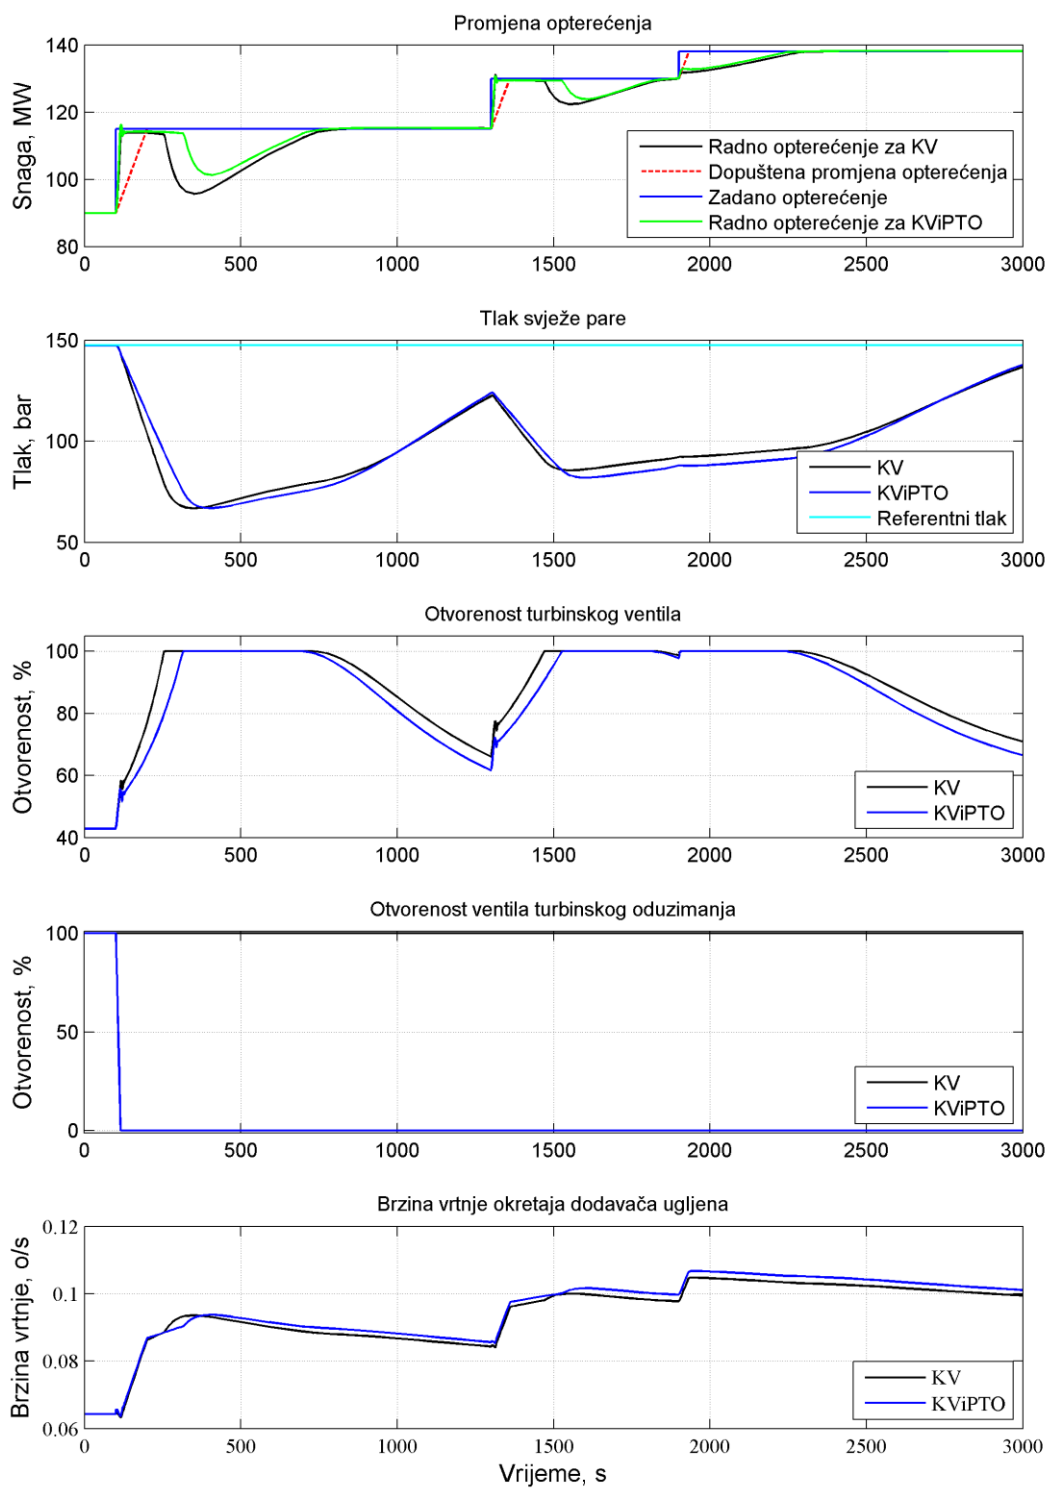 Promjena opterećenja
Snaga, MW
140
120
100
80
Radno opterećenje za KV
Dopuštena promjena opterećenja
Zadano opterećenje
Radno opterećenje za KViPTO
0 500 1000 1500 2000 2500 3000
Tlak svježe pare
Tlak, bar
150
100
50
KV
KViPTO
Referentni tlak
0 500 1000 1500 2000 2500 3000
Otvorenost turbinskog ventila
Otvorenost, %
100
80
60
40
KV
KViPTO
0 500 1000 1500 2000 2500 3000
Otvorenost ventila turbinskog oduzimanja
Otvorenost, %
100
50
0
KV
KViPTO
0 500 1000 1500 2000 2500 3000
Brzina vrtnje okretaja dodavača ugljena
Brzina vrtnje, o/s
0.12
0.1
0.08
0.06
KV
KViPTO
0 500 1000 1500 2000 2500 3000
Vrijeme, s